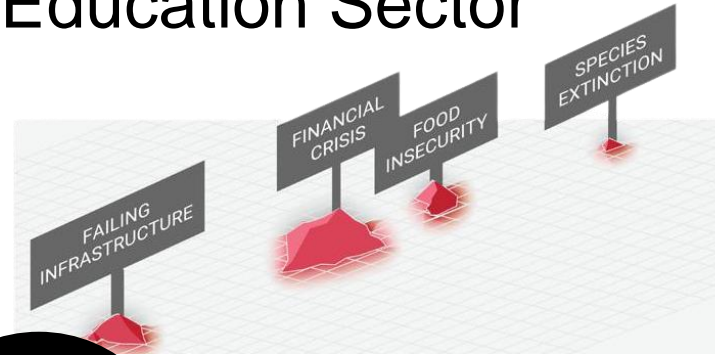 Education Sector
SPECIES
EXTINCTION
FINANCIAL
CRISIS
FOOD
INSECURITY
FAILING
INFRASTRUCTURE